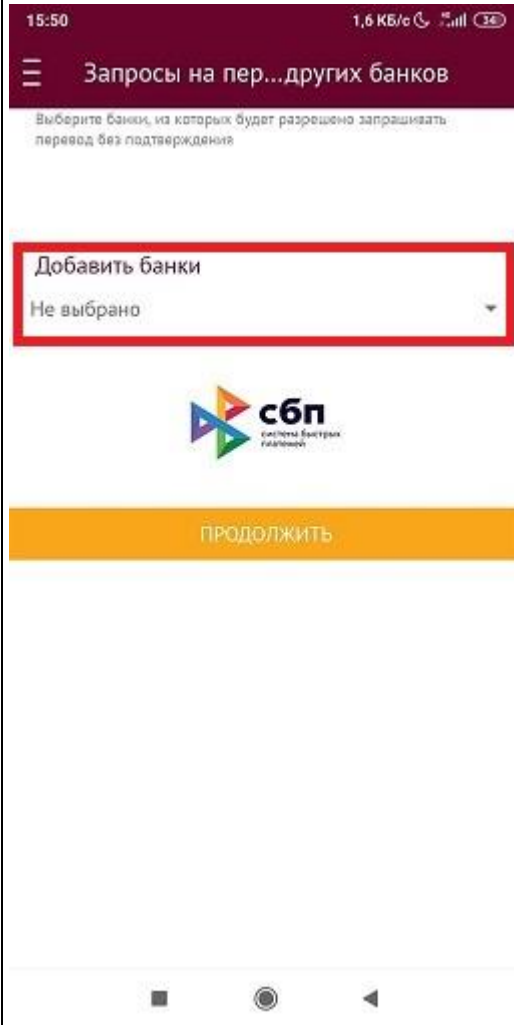 15:50 1,6 КБ/с 34
Запросы на пер...других банков
Выберите банки, из которых будет разрешено запрашивать
перевод без подтверждения
Добавить банки
Не выбрано
сбп
система быстрых
платежей
ПРОДОЛЖИТЬ